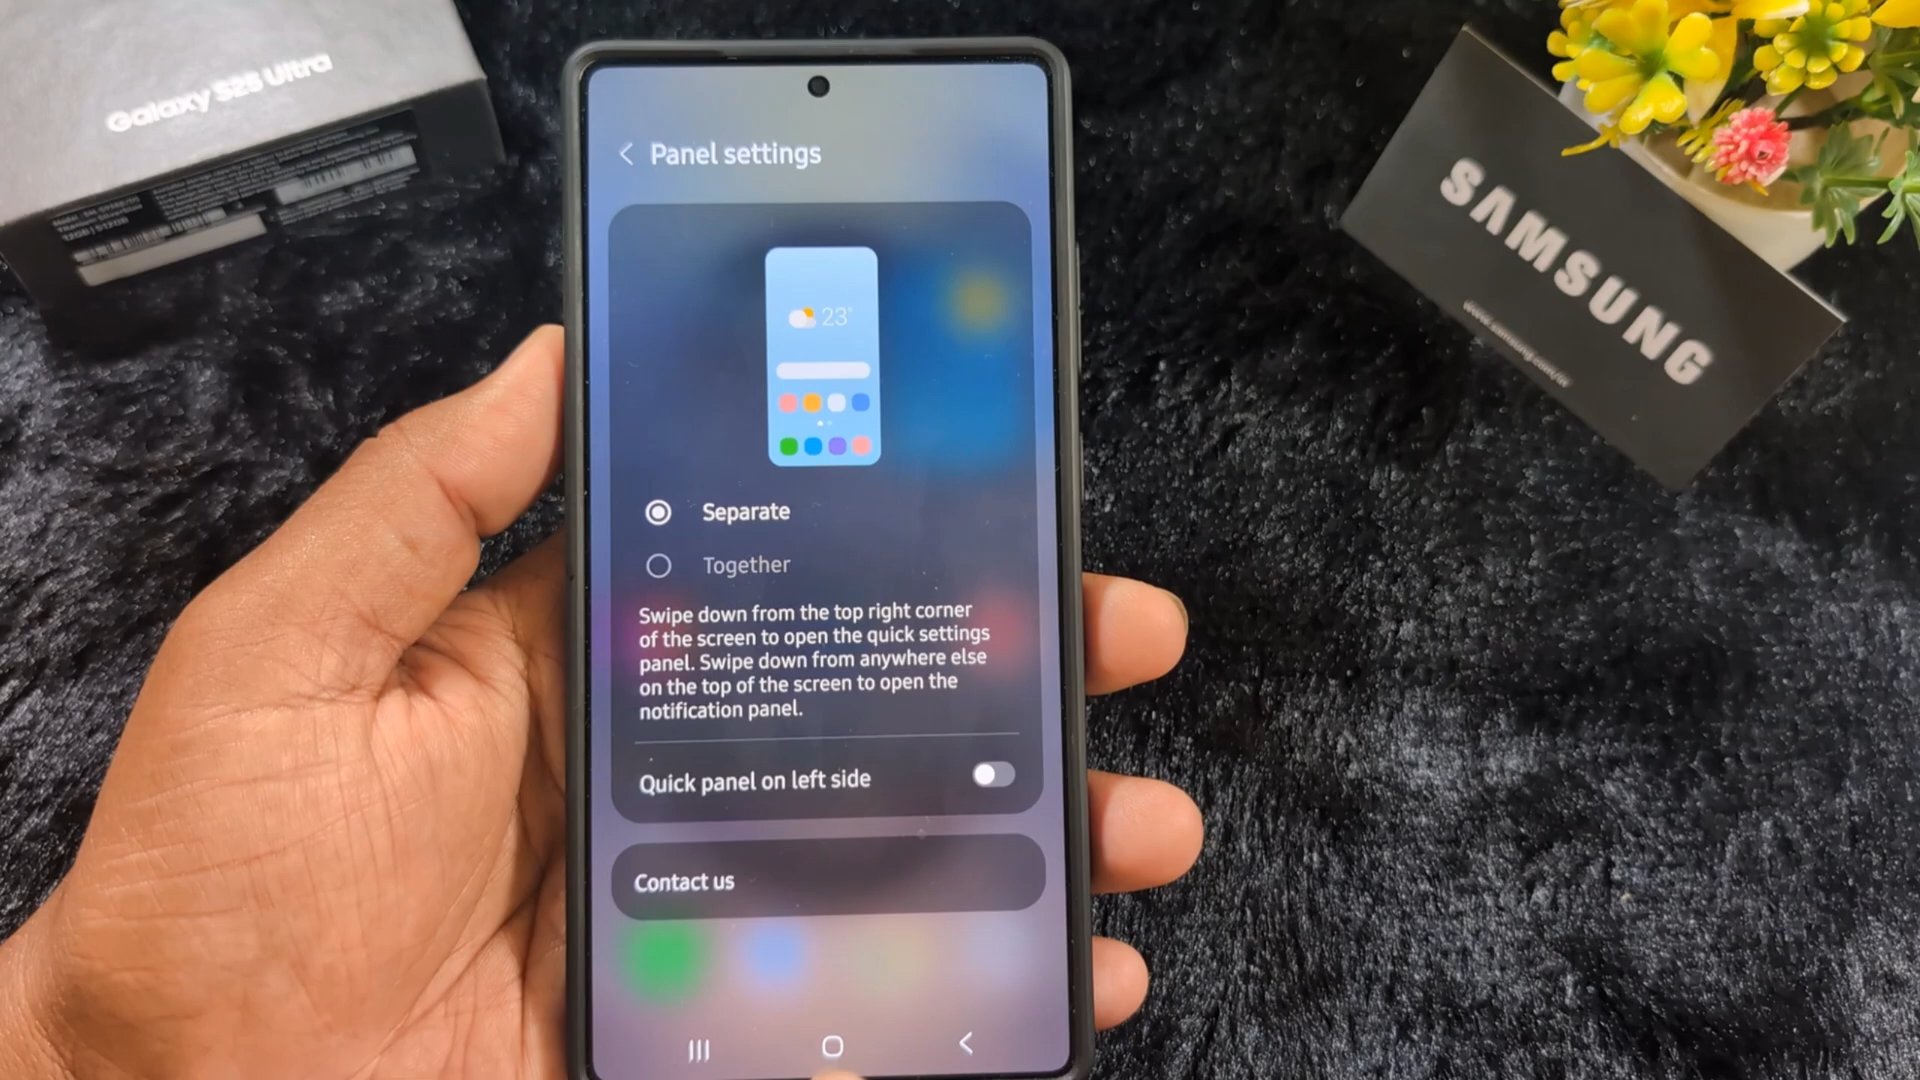 Galaxy S25 Ultra
12GB | 512GB
SAMSUNG
Panel settings
23°
Separate
Together
Swipe down from the top right corner
of the screen to open the quick settings
panel. Swipe down from anywhere else
on the top of the screen to open the
notification panel.
Quick panel on left side
Contact us